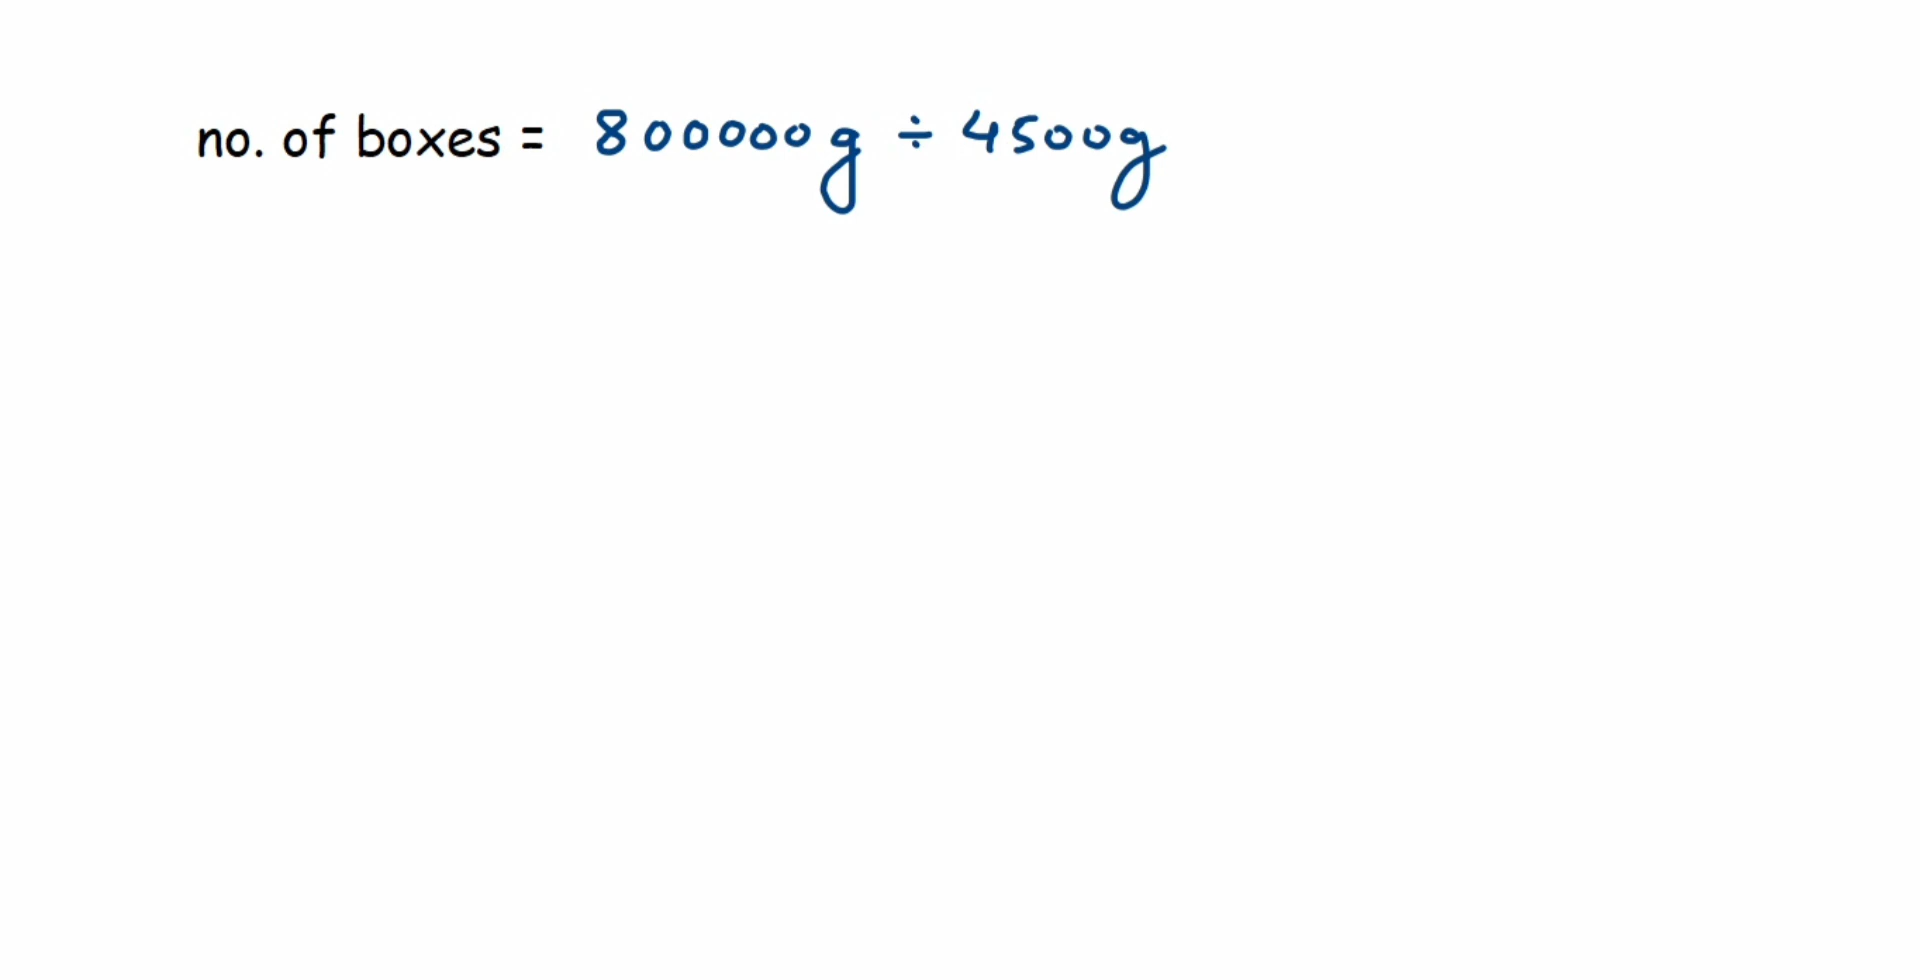 no. of boxes = 800000g ÷ 4500g